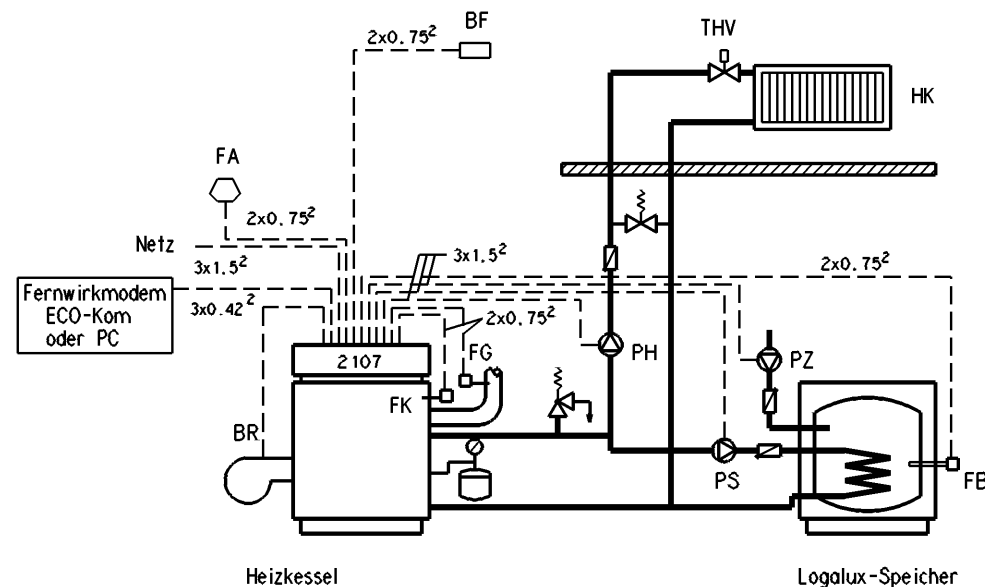 BF
2x0.75²
THV
HK
FA
2x0.75²
Netz
3x1.5²
3x1.5²
2x0.75²
Fernwirkmodem
ECO-Kom
oder PC
3x0.42²
2x0.75²
2107
FG
PH
PZ
FK
BR
PS
FB
Heizkessel
Logalux-Speicher